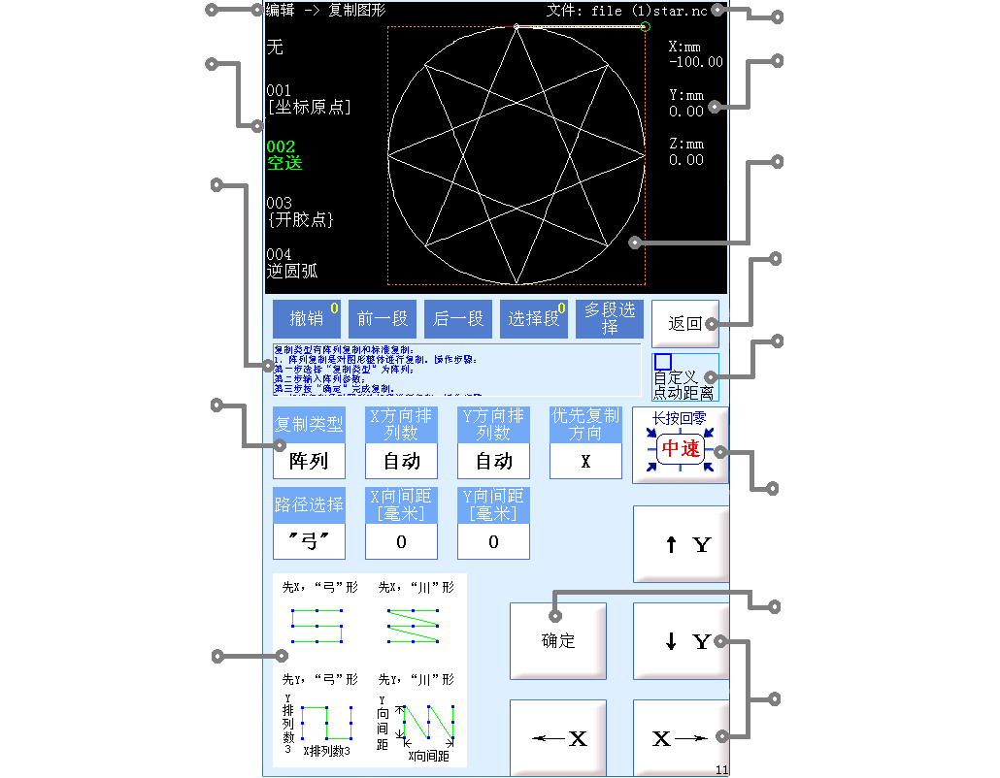 编辑 -> 复制图形
文件: file (1)star.nc
无
001
[坐标原点]
002
空送
003
{开胶点}
004
逆圆弧
X:mm
-100.00
Y:mm
0.00
Z:mm
0.00
撤销 0
前一段
后一段
选择段 0
多段选
择
返回
复制类型有阵列复制和标准复制:
1. 阵列复制是对图形整体进行复制. 操作步骤:
第一步选择“复制类型”为阵列;
第二步输入阵列参数;
第三步按“确定”完成复制.
自定义
点动距离
复制类型
阵列
X方向排
列数
自动
Y方向排
列数
自动
优先复制
方向
X
长按回零
中速
路径选择
"弓"
X向间距
[毫米]
0
Y向间距
[毫米]
0
↑ Y
先X,“弓”形
先X,“川”形
先Y,“弓”形
先Y,“川”形
Y排列数3
X排列数3
Y向间距
X向间距
确定
↓ Y
←X
X→
11